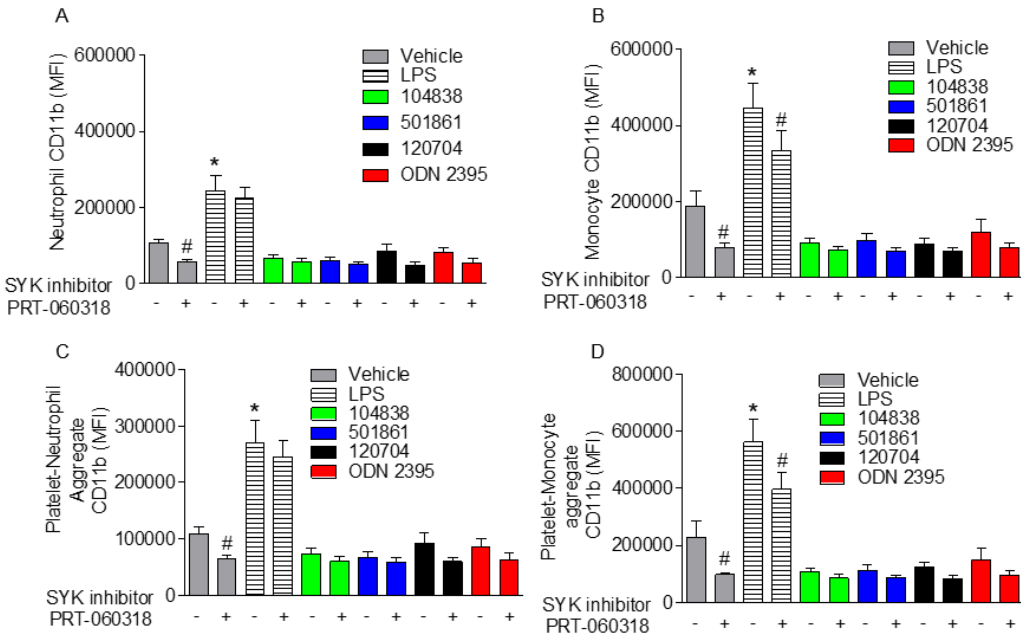 A
Neutrophil CD11b (MFI)
600000
400000
200000
0
Vehicle
LPS
104838
501861
120704
ODN 2395
*
#
SYK inhibitor
PRT-060318
- + - + - + - + - + - +
B
Monocyte CD11b (MFI)
600000
400000
200000
0
Vehicle
LPS
104838
501861
120704
ODN 2395
*
#
#
SYK inhibitor
PRT-060318
- + - + - + - + - + - +
C
Platelet-Neutrophil
Aggregate
CD11b (MFI)
400000
300000
200000
100000
0
Vehicle
LPS
104838
501861
120704
ODN 2395
*
#
SYK inhibitor
PRT-060318
- + - + - + - + - + - +
D
Platelet-Monocyte
aggregate
CD11b (MFI)
800000
600000
400000
200000
0
Vehicle
LPS
104838
501861
120704
ODN 2395
*
#
#
SYK inhibitor
PRT-060318
- + - + - + - + - + - +